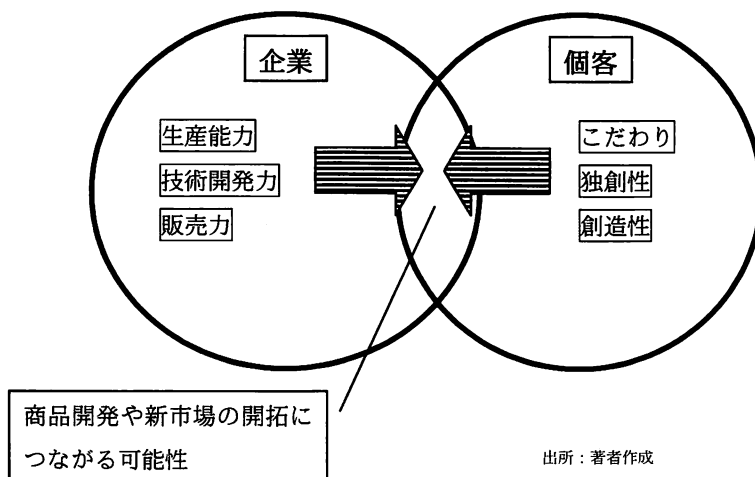 企業
生産能力
技術開発力
販売力
個客
こだわり
独創性
創造性
商品開発や新市場の開拓に
つながる可能性
出所：著者作成